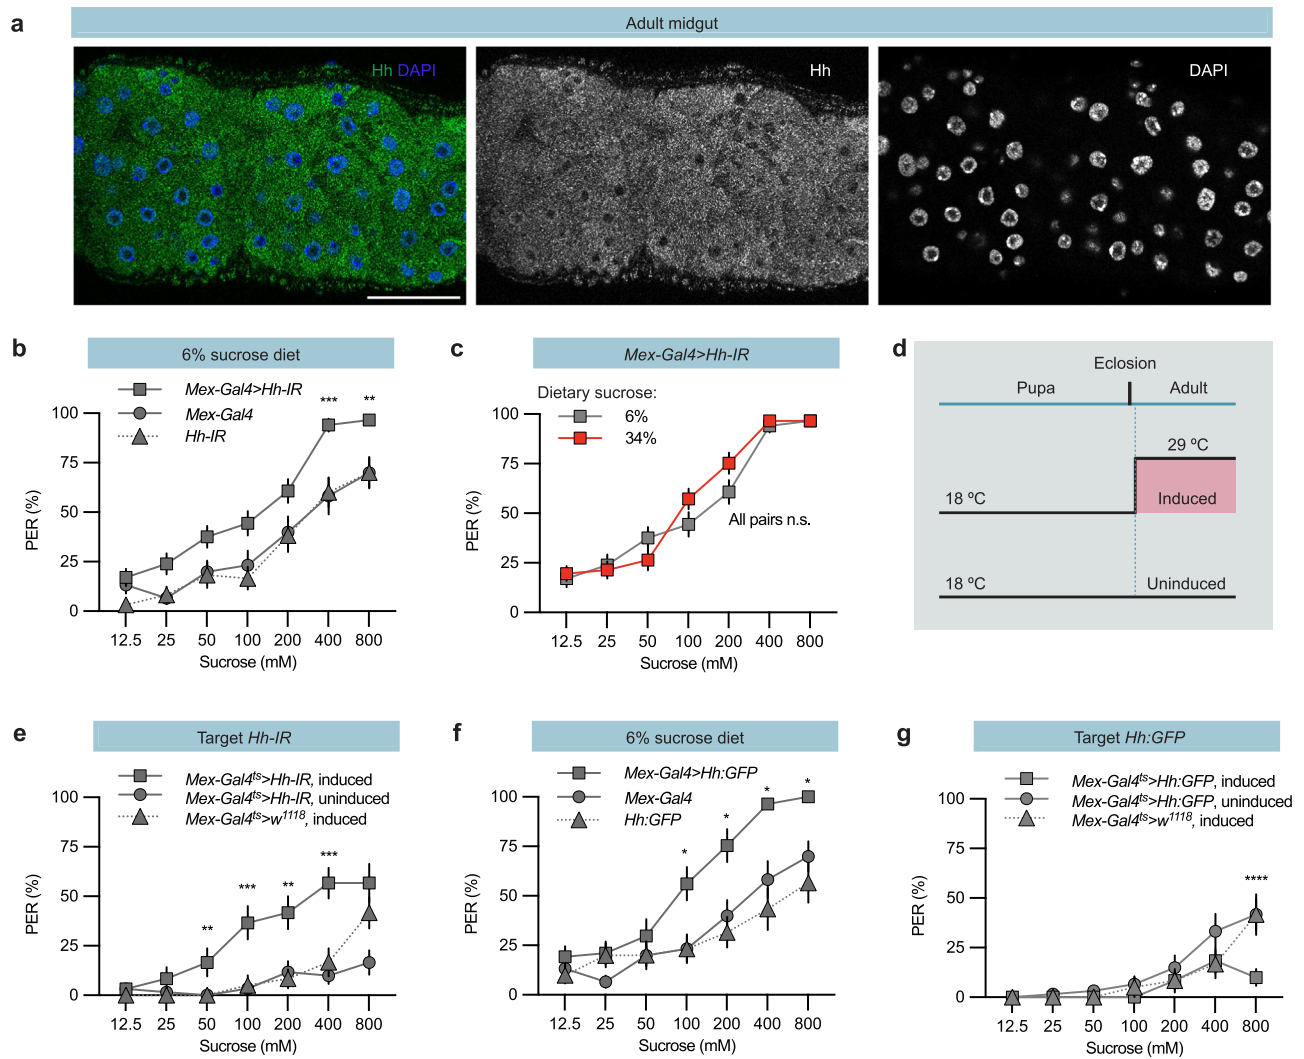 a
Adult midgut
Hh DAPI
Hh
DAPI
b
6% sucrose diet
Mex-Gal4>Hh-IR
Mex-Gal4
Hh-IR
***
**
100
75
50
25
0
PER (%)
12.5 25 50 100 200 400 800
Sucrose (mM)
c
Mex-Gal4>Hh-IR
Dietary sucrose:
6%
34%
100
75
50
25
0
PER (%)
All pairs n.s.
12.5 25 50 100 200 400 800
Sucrose (mM)
d
Eclosion
Pupa
Adult
29 ºC
18 ºC
Induced
18 ºC
Uninduced
e
Target Hh-IR
Mex-Gal4ts>Hh-IR, induced
Mex-Gal4ts>Hh-IR, uninduced
Mex-Gal4ts>w1118, induced
100
75
50
25
0
PER (%)
**
***
**
***
12.5 25 50 100 200 400 800
Sucrose (mM)
f
6% sucrose diet
Mex-Gal4>Hh:GFP
Mex-Gal4
Hh:GFP
100
75
50
25
0
PER (%)
*
*
*
*
12.5 25 50 100 200 400 800
Sucrose (mM)
g
Target Hh:GFP
Mex-Gal4ts>Hh:GFP, induced
Mex-Gal4ts>Hh:GFP, uninduced
Mex-Gal4ts>w1118, induced
100
75
50
25
0
PER (%)
****
12.5 25 50 100 200 400 800
Sucrose (mM)